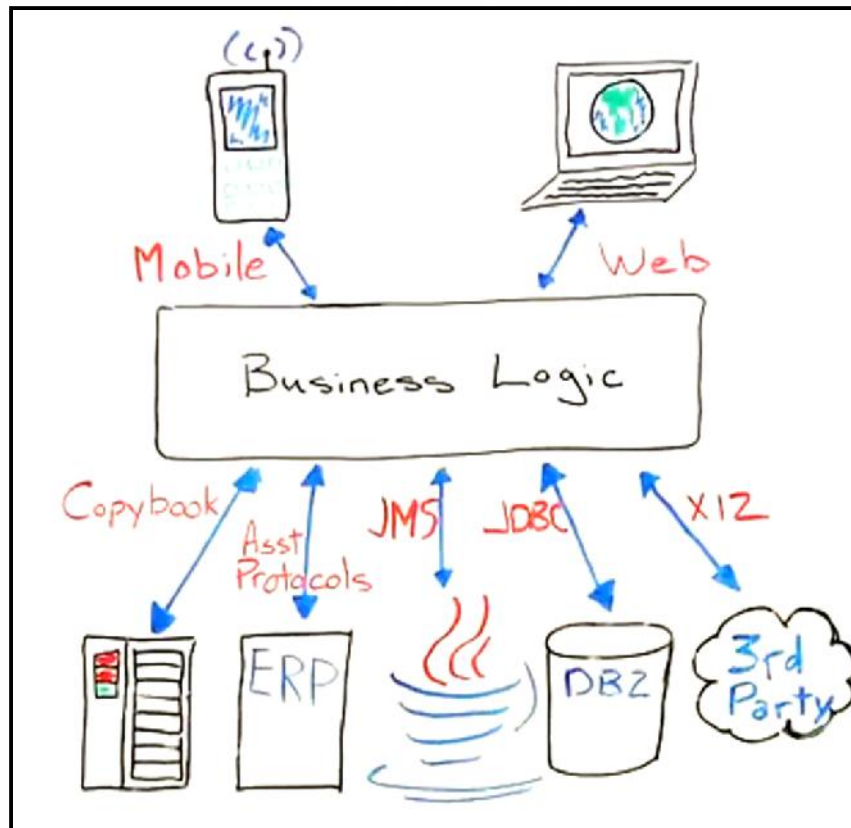 Mobile
Web
Business Logic
Copybook
Asst
Protocols
JMS
JDBC
X12
ERP
DB2
3rd
Party